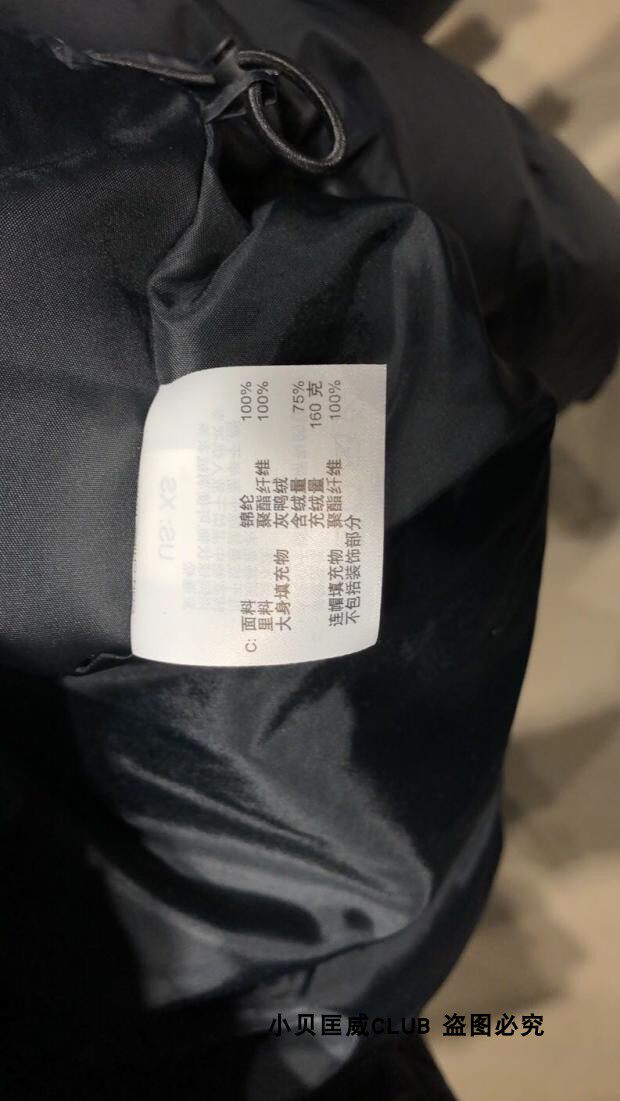 C: 面料 锦纶 100%
里料 聚酯纤维 100%
大身填充物 灰鸭绒
含绒量 75%
充绒量 160 克
连帽填充物 聚酯纤维 100%
不包括装饰部分
US: XS
小贝匡威CLUB 盗图必究